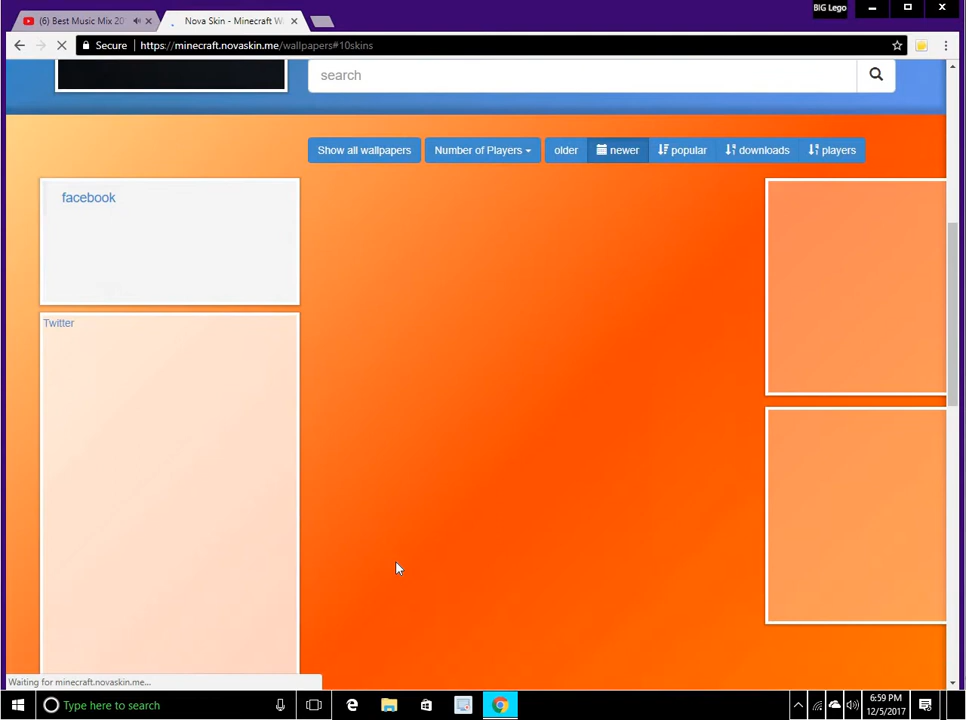 BIG Lego
(6) Best Music Mix 20
Nova Skin - Minecraft W
Secure
https://minecraft.novaskin.me/wallpapers#10skins
search
Show all wallpapers
Number of Players
older
newer
popular
downloads
players
facebook
Twitter
Waiting for minecraft.novaskin.me...
Type here to search
6:59 PM
12/5/2017